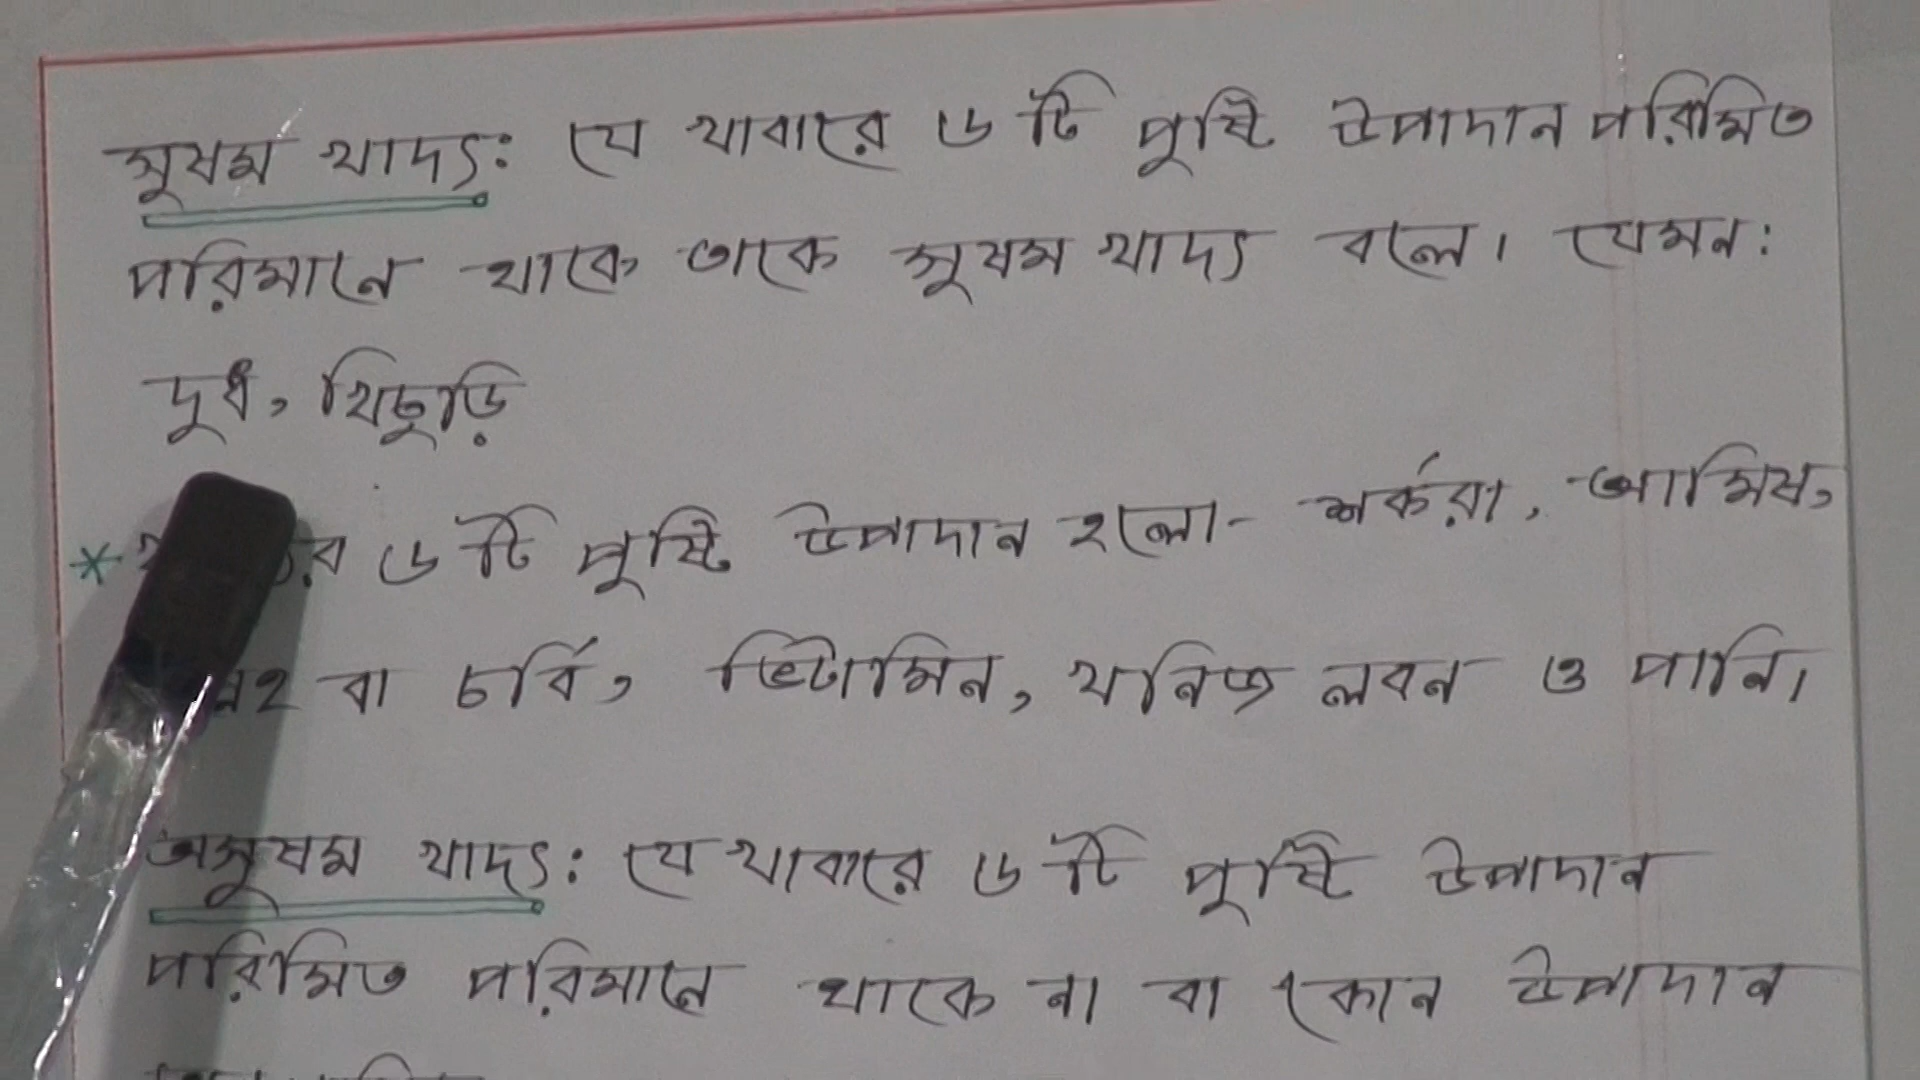 সুষম খাদ্য: যে খাবারে ৬ টি পুষ্টি উপাদান পরিমিত
পরিমানে থাকে তাকে সুষম খাদ্য বলে। যেমন:
দুধ, খিচুড়ি
* ৬ টি পুষ্টি উপাদান হলো- শর্করা, আমিষ,
বা চর্বি, ভিটামিন, খনিজ লবন ও পানি।
অসুষম খাদ্য: যে খাবারে ৬ টি পুষ্টি উপাদান
পরিমিত পরিমানে থাকে না বা কোন উপাদান